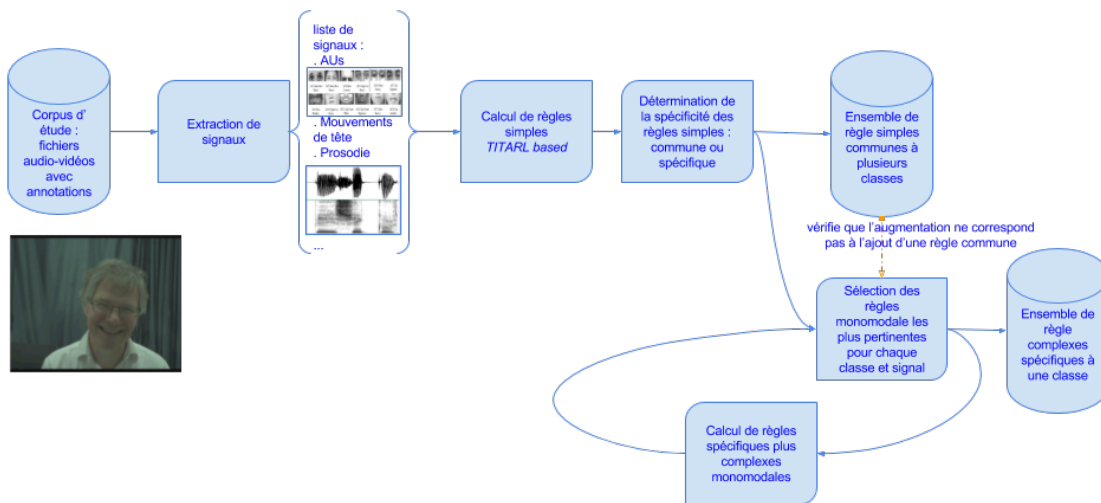 Corpus d'
étude :
fichiers
audio-vidéos
avec
annotations
Extraction de
signaux
liste de
signaux :
. AUs
. Mouvements
de tête
. Prosodie
...
Calcul de règles
simples
TITARL based
Détermination de
la spécificité des
règles simples :
commune ou
spécifique
Ensemble de
règle simples
communes à
plusieurs
classes
vérifie que l'augmentation ne correspond
pas à l'ajout d'une règle commune
Sélection des
règles
monomodale les
plus pertinentes
pour chaque
classe et signal
Ensemble de
règle
complexes
spécifiques à
une classe
Calcul de règles
spécifiques plus
complexes
monomodales